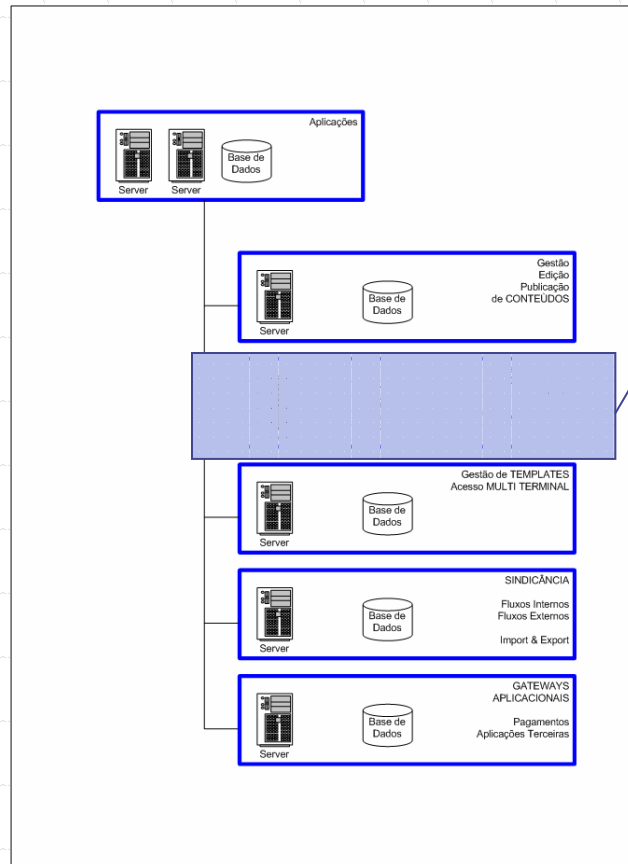 Aplicações
Base de
Dados
Server
Server
Gestão
Edição
Publicação
de CONTEÚDOS
Base de
Dados
Server
Gestão de TEMPLATES
Acesso MULTI TERMINAL
Base de
Dados
Server
SINDICÂNCIA
Fluxos Internos
Fluxos Externos
Import & Export
Base de
Dados
Server
GATEWAYS
APLICACIONAIS
Pagamentos
Aplicações Terceiras
Base de
Dados
Server